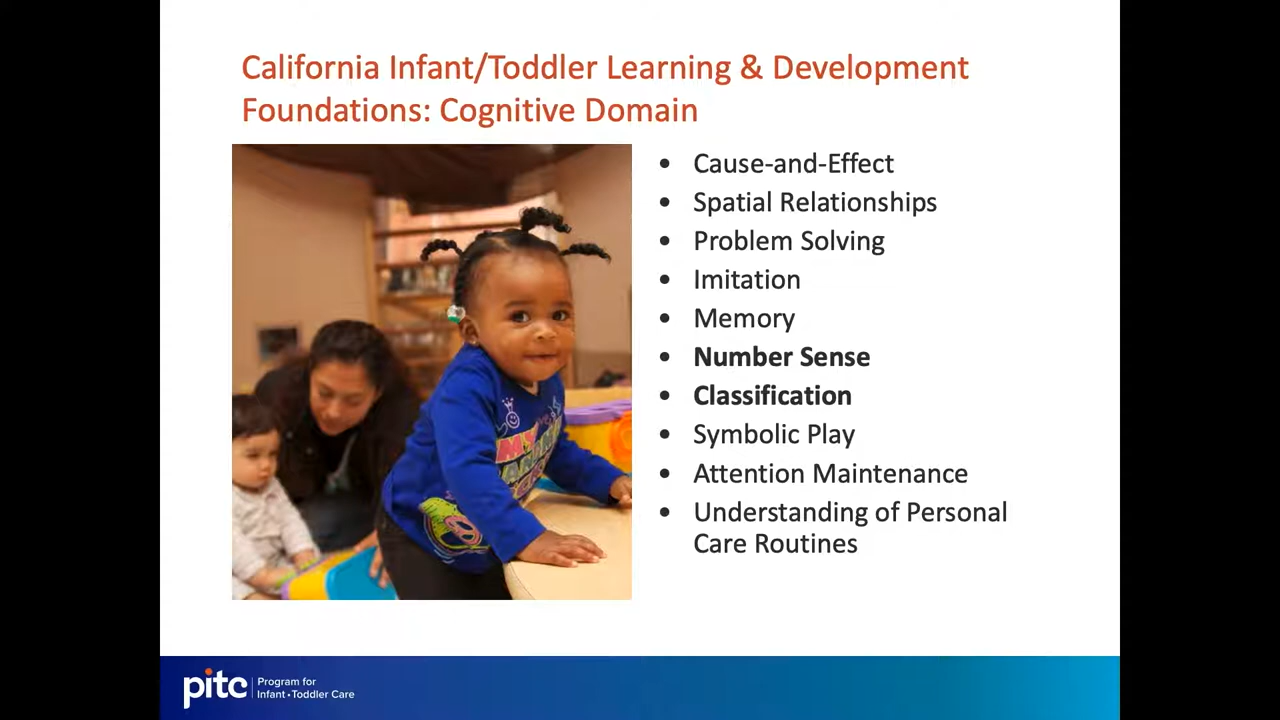 California Infant/Toddler Learning & Development
Foundations: Cognitive Domain
• Cause-and-Effect
• Spatial Relationships
• Problem Solving
• Imitation
• Memory
• Number Sense
• Classification
• Symbolic Play
• Attention Maintenance
• Understanding of Personal
Care Routines
pitc
Program for
Infant•Toddler Care